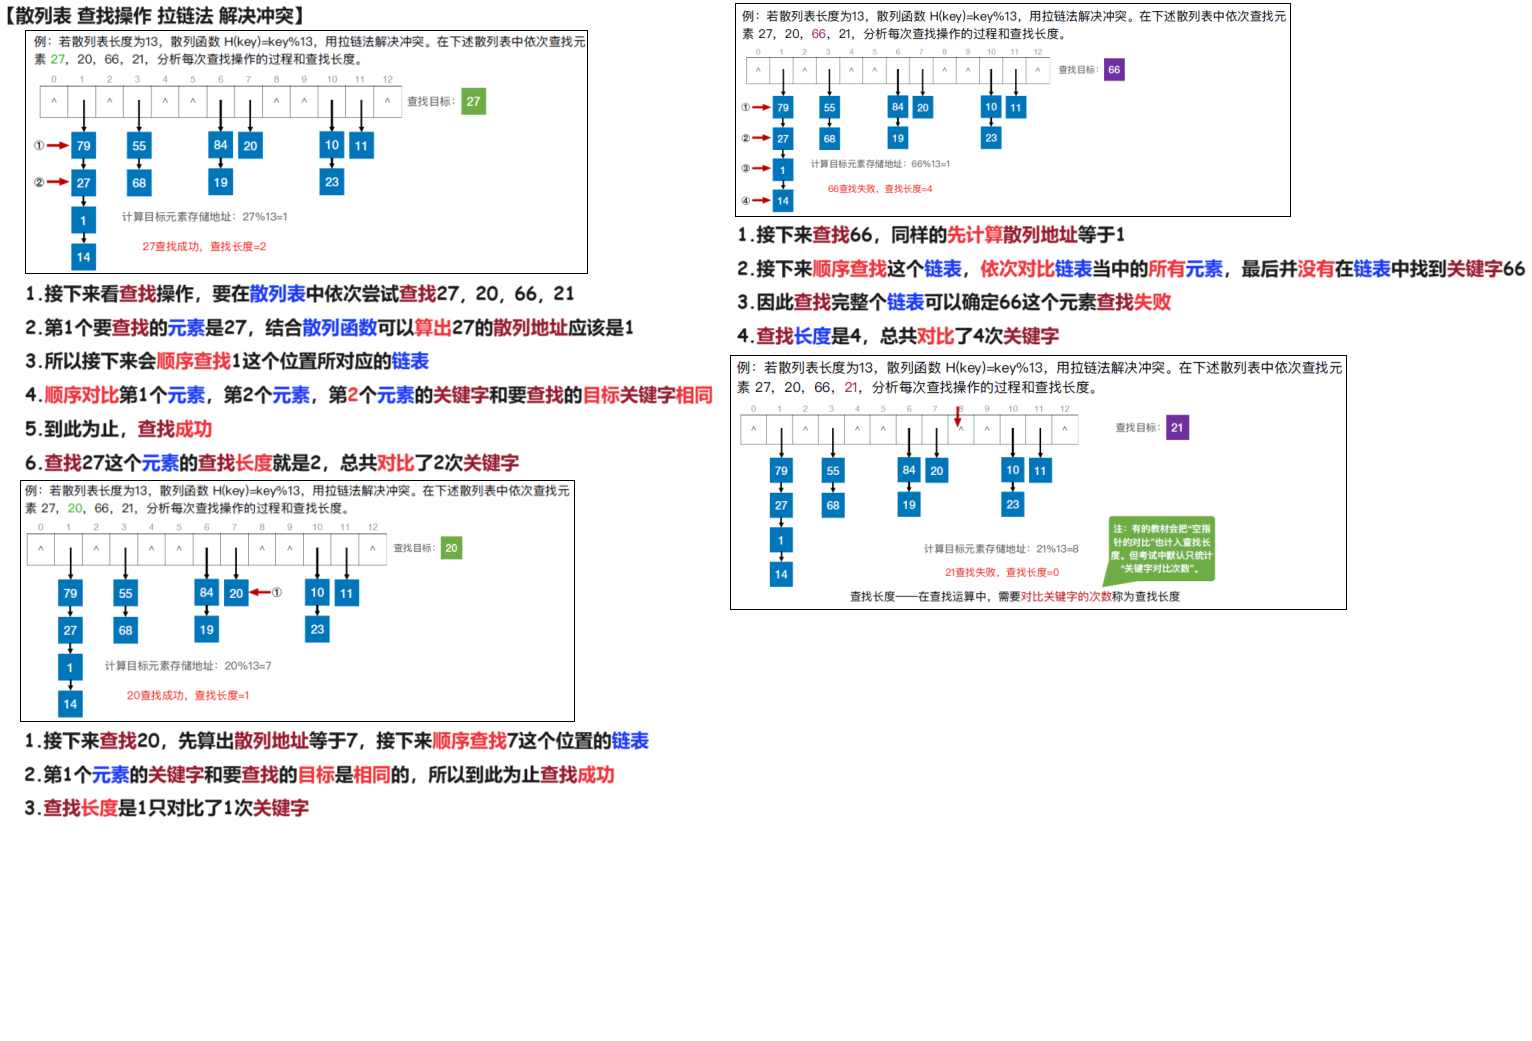 【散列表 查找操作 拉链法 解决冲突】
例：若散列表长度为13，散列函数 H(key)=key%13，用拉链法解决冲突。在下述散列表中依次查找元
素 27，20，66，21，分析每次查找操作的过程和查找长度。
0 1 2 3 4 5 6 7 8 9 10 11 12
^ ^ ^ ^ ^ ^ ^ 查找目标： 27
① 79 55 84 20 10 11
② 27 68 19 23
1 计算目标元素存储地址：27%13=1
27查找成功，查找长度=2
14
1.接下来看查找操作，要在散列表中依次尝试查找27，20，66，21
2.第1个要查找的元素是27，结合散列函数可以算出27的散列地址应该是1
3.所以接下来会顺序查找1这个位置所对应的链表
4.顺序对比第1个元素，第2个元素，第2个元素的关键字和要查找的目标关键字相同
5.到此为止，查找成功
6.查找27这个元素的查找长度就是2，总共对比了2次关键字
例：若散列表长度为13，散列函数 H(key)=key%13，用拉链法解决冲突。在下述散列表中依次查找元
素 27，20，66，21，分析每次查找操作的过程和查找长度。
0 1 2 3 4 5 6 7 8 9 10 11 12
^ ^ ^ ^ ^ ^ ^ 查找目标： 20
79 55 84 20 ① 10 11
27 68 19 23
1 计算目标元素存储地址：20%13=7
20查找成功，查找长度=1
14
1.接下来查找20，先算出散列地址等于7，接下来顺序查找7这个位置的链表
2.第1个元素的关键字和要查找的目标是相同的，所以到此为止查找成功
3.查找长度是1只对比了1次关键字
例：若散列表长度为13，散列函数 H(key)=key%13，用拉链法解决冲突。在下述散列表中依次查找元
素 27，20，66，21，分析每次查找操作的过程和查找长度。
0 1 2 3 4 5 6 7 8 9 10 11 12
^ ^ ^ ^ ^ ^ ^ 查找目标： 66
① 79 55 84 20 10 11
② 27 68 19 23
计算目标元素存储地址：66%13=1
③ 1
66查找失败，查找长度=4
④ 14
1.接下来查找66，同样的先计算散列地址等于1
2.接下来顺序查找这个链表，依次对比链表当中的所有元素，最后并没有在链表中找到关键字66
3.因此查找完整个链表可以确定66这个元素查找失败
4.查找长度是4，总共对比了4次关键字
例：若散列表长度为13，散列函数 H(key)=key%13，用拉链法解决冲突。在下述散列表中依次查找元
素 27，20，66，21，分析每次查找操作的过程和查找长度。
0 1 2 3 4 5 6 7 8 9 10 11 12
^ ^ ^ ^ ^ ^ ^ 查找目标： 21
79 55 84 20 10 11
27 68 19 23
1
14
计算目标元素存储地址：21%13=8
21查找失败，查找长度=0
注：有的教材会把“空指
针的对比”也计入查找长
度。但考试中默认只统计
“关键字对比次数”。
查找长度——在查找运算中，需要对比关键字的次数称为查找长度